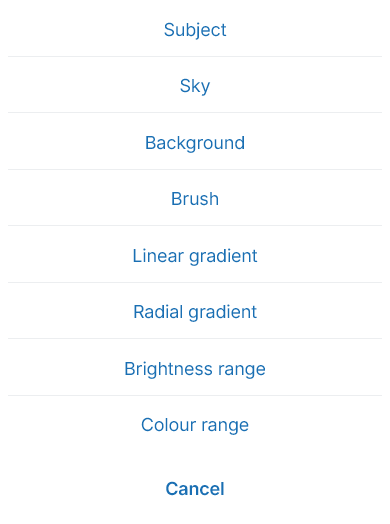 Subject
Sky
Background
Brush
Linear gradient
Radial gradient
Brightness range
Colour range
Cancel